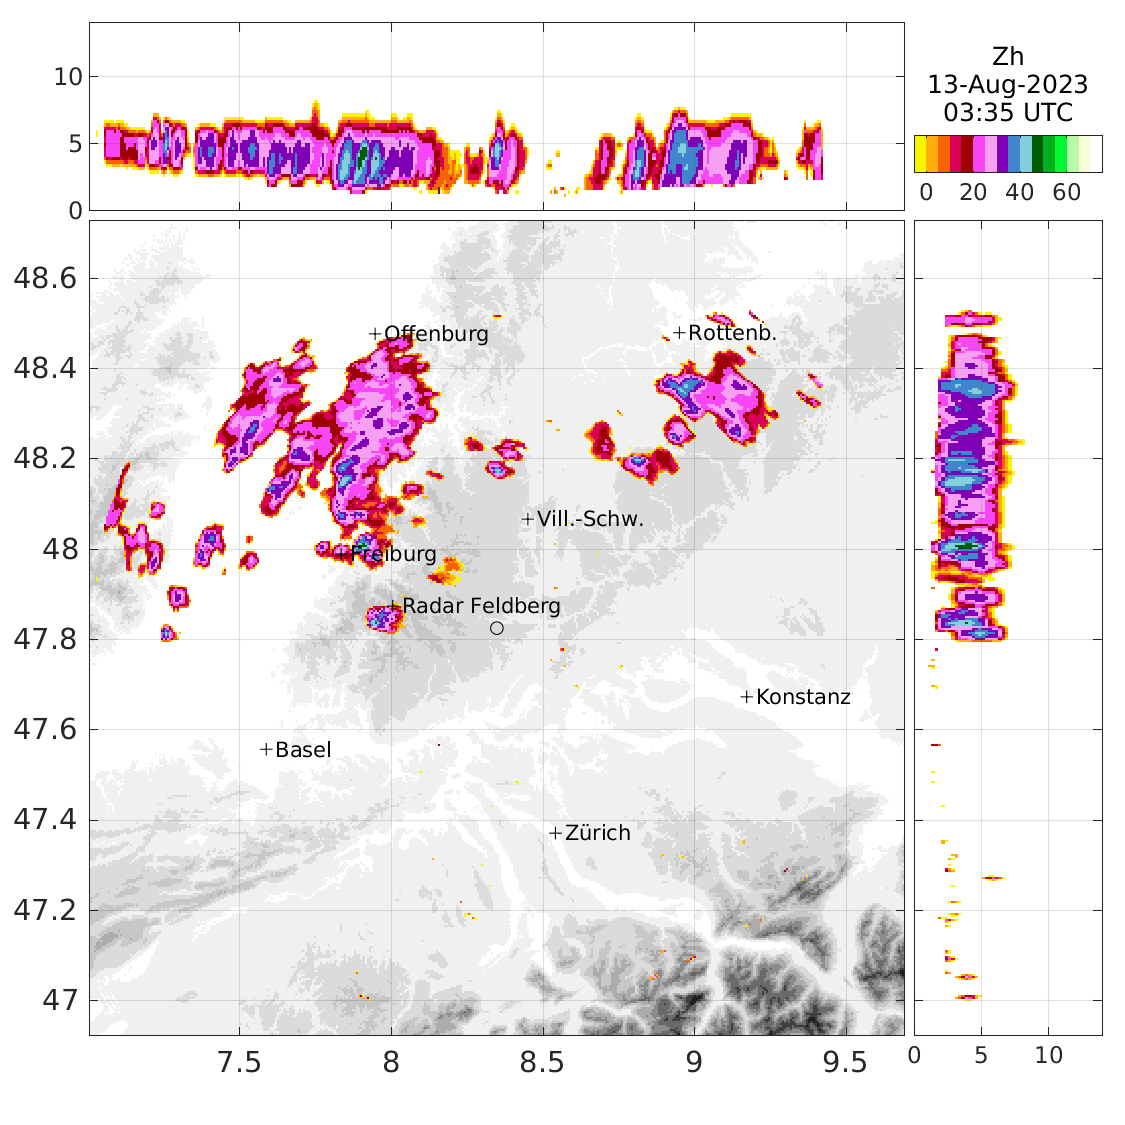 10
5
0
Zh
13-Aug-2023
03:35 UTC
0 20 40 60
48.6
48.4
48.2
48
47.8
47.6
47.4
47.2
47
+Offenburg
+Rottenb.
+Vill.-Schw.
+Freiburg
+Radar Feldberg
+Konstanz
+Basel
+Zürich
7.5 8 8.5 9 9.5
0 5 10